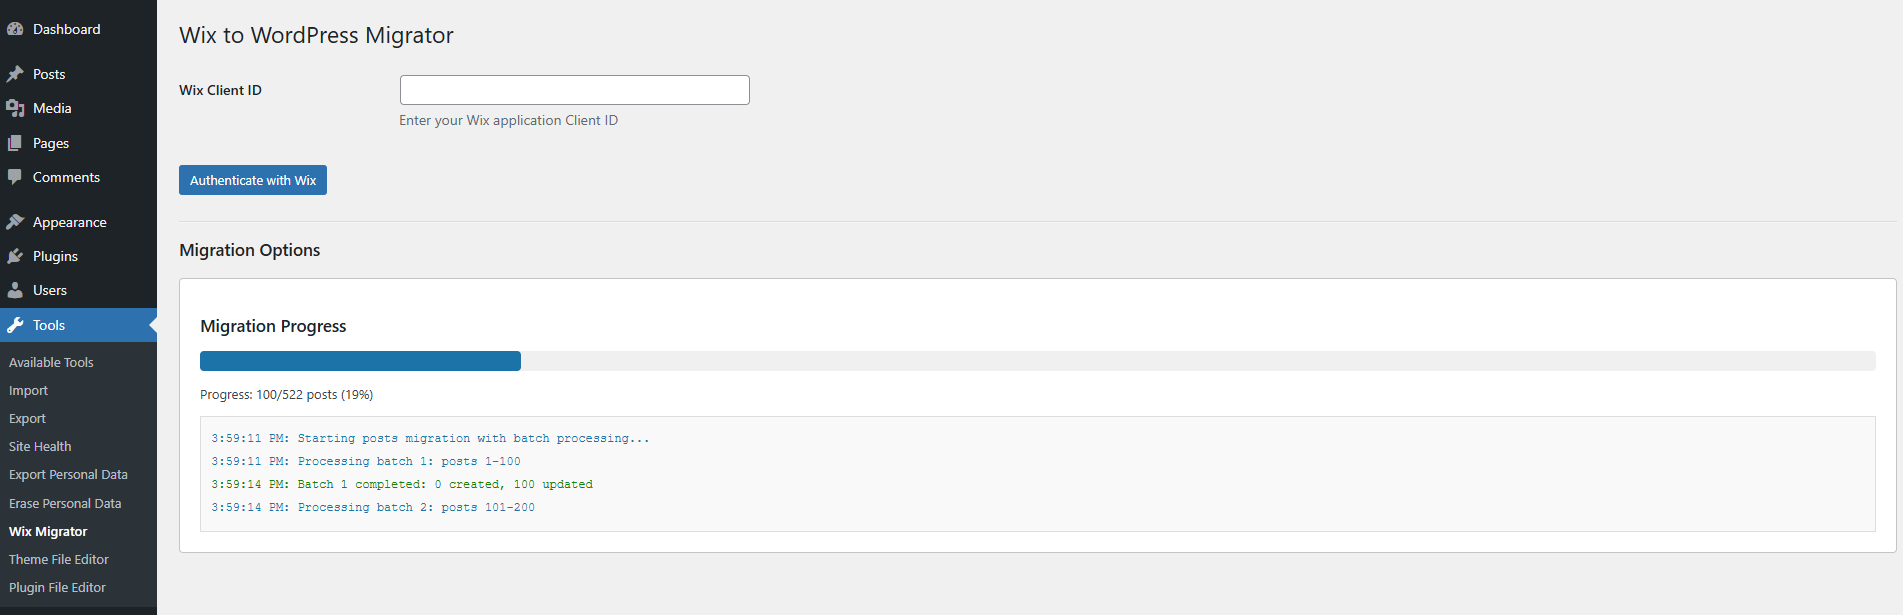 Dashboard
Posts
Media
Pages
Comments
Appearance
Plugins
Users
Tools
Available Tools
Import
Export
Site Health
Export Personal Data
Erase Personal Data
Wix Migrator
Theme File Editor
Plugin File Editor
Wix to WordPress Migrator
Wix Client ID
Enter your Wix application Client ID
Authenticate with Wix
Migration Options
Migration Progress
Progress: 100/522 posts (19%)
3:59:11 PM: Starting posts migration with batch processing...
3:59:11 PM: Processing batch 1: posts 1-100
3:59:14 PM: Batch 1 completed: 0 created, 100 updated
3:59:14 PM: Processing batch 2: posts 101-200